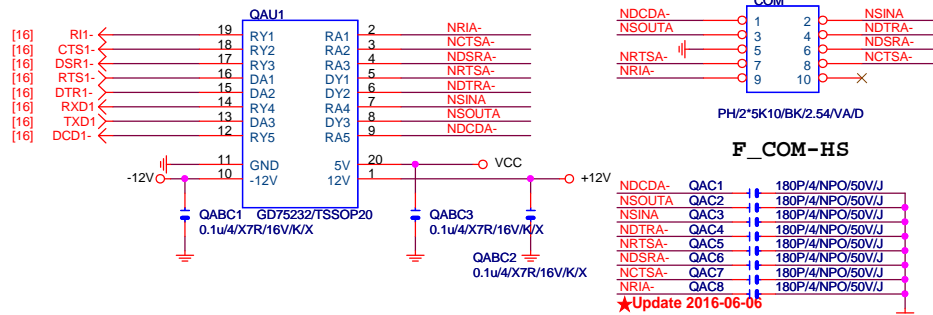 QAU1
[16] RI1- 19 RY1 RA1 2 NRIA-
[16] CTS1- 18 RY2 RA2 3 NCTSA-
[16] DSR1- 17 RY3 RA3 4 NDSRA-
[16] RTS1- 16 DA1 DY1 5 NRTSA-
[16] DTR1- 15 DA2 DY2 6 NDTRA-
[16] RXD1 14 RY4 RA4 7 NSINA
[16] TXD1 13 DA3 DY3 8 NSOUTA
[16] DCD1- 12 RY5 RA5 9 NDCDA-
11 GND 5V 20 VCC
-12V 10 -12V 12V 1 +12V
QABC1 GD75232/TSSOP20 QABC3
0.1u/4/X7R/16V/K/X 0.1u/4/X7R/16V/K/X
QABC2
0.1u/4/X7R/16V/K/X
COM
NDCDA- 1 2 NSINA
NSOUTA 3 4 NDTRA-
5 6 NDSRA-
NRTSA- 7 8 NCTSA-
NRIA- 9 10
PH/2*5K10/BK/2.54/VA/D
F_COM-HS
NDCDA- QAC1 180P/4/NPO/50V/J
NSOUTA QAC2 180P/4/NPO/50V/J
NSINA QAC3 180P/4/NPO/50V/J
NDTRA- QAC4 180P/4/NPO/50V/J
NRTSA- QAC5 180P/4/NPO/50V/J
NDSRA- QAC6 180P/4/NPO/50V/J
NCTSA- QAC7 180P/4/NPO/50V/J
NRIA- QAC8 180P/4/NPO/50V/J
★Update 2016-06-06